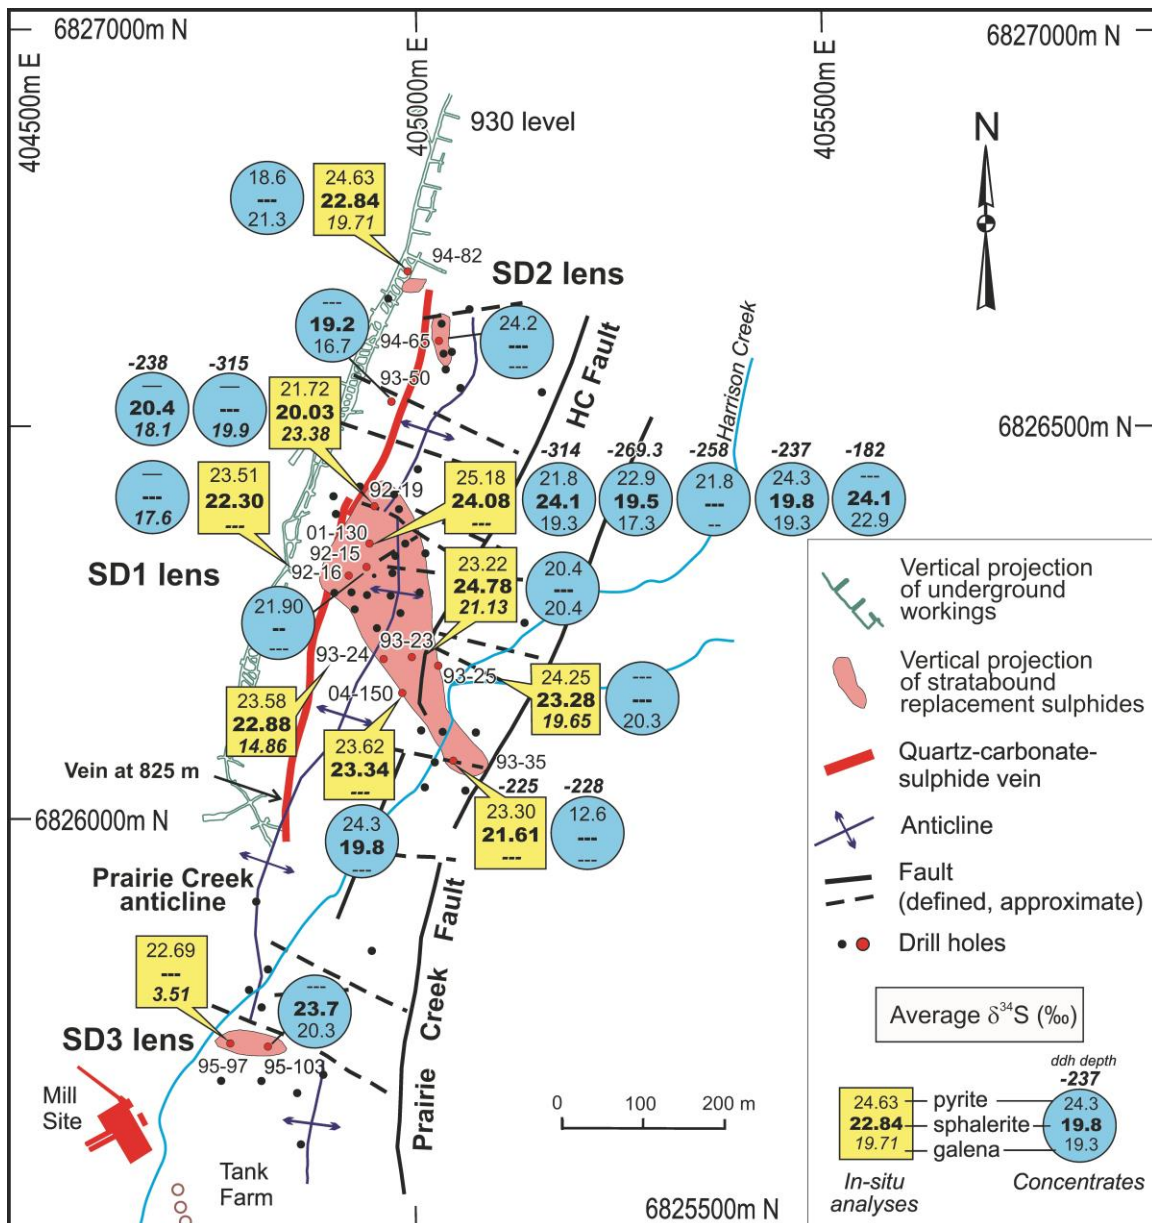 6827000m N
6827000m N
404500m E
405000m E
405500m E
930 level
N
18.6
---
21.3
24.63
22.84
19.71
94-82
SD2 lens
---
19.2
16.7
94-65
24.2
---
---
93-50
HC Fault
Harrison Creek
-238
—
20.4
18.1
-315
—
---
19.9
21.72
20.03
23.38
6826500m N
—
---
17.6
23.51
22.30
---
92-19
25.18
24.08
---
-314
21.8
24.1
19.3
-269.3
22.9
19.5
17.3
-258
21.8
---
--
-237
24.3
19.8
19.3
-182
---
24.1
22.9
01-130
92-15
92-16
SD1 lens
23.22
24.78
21.13
20.4
---
20.4
21.90
--
---
93-23
93-24
93-25
04-150
24.25
23.28
19.65
---
---
20.3
23.58
22.88
14.86
23.62
23.34
---
93-35
Vein at 825 m
-225
23.30
21.61
---
-228
12.6
---
---
6826000m N
24.3
19.8
---
Prairie Creek
anticline
22.69
---
3.51
---
23.7
20.3
SD3 lens
95-97
95-103
Prairie Creek Fault
Mill
Site
Tank
Farm
0
100
200 m
6825500m N
Vertical projection
of underground
workings
Vertical projection
of stratabound
replacement sulphides
Quartz-carbonate-
sulphide vein
Anticline
Fault
(defined, approximate)
Drill holes
Average δ³⁴S (‰)
ddh depth
-237
24.63
22.84
19.71
pyrite
sphalerite
galena
24.3
19.8
19.3
In-situ
analyses
Concentrates